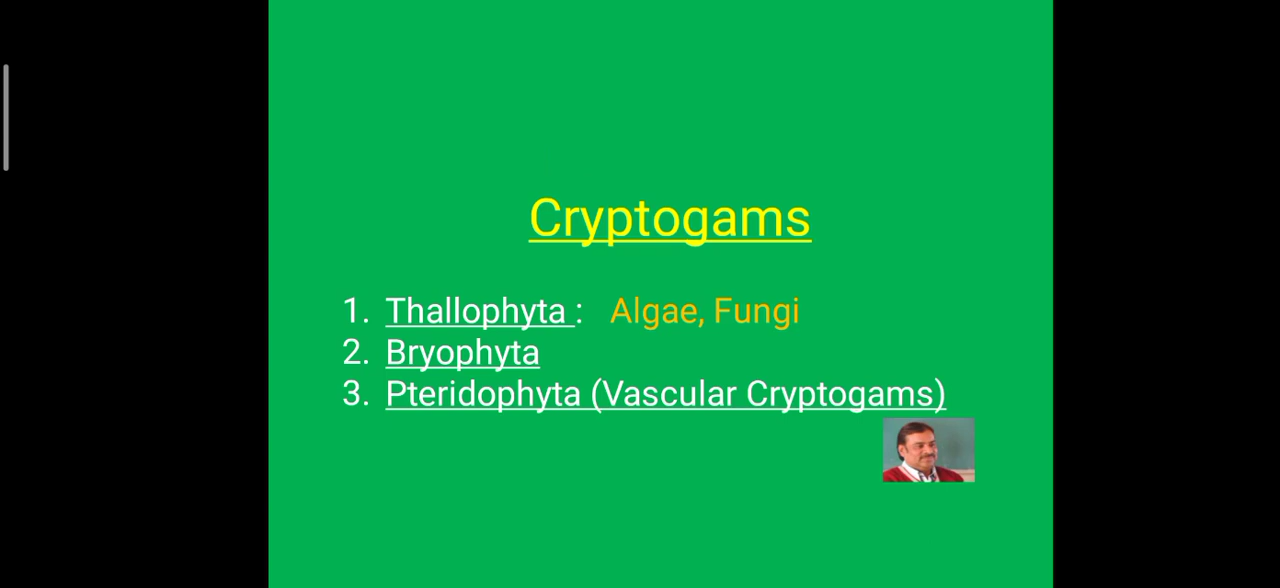 Cryptogams
1. Thallophyta : Algae, Fungi
2. Bryophyta
3. Pteridophyta (Vascular Cryptogams)